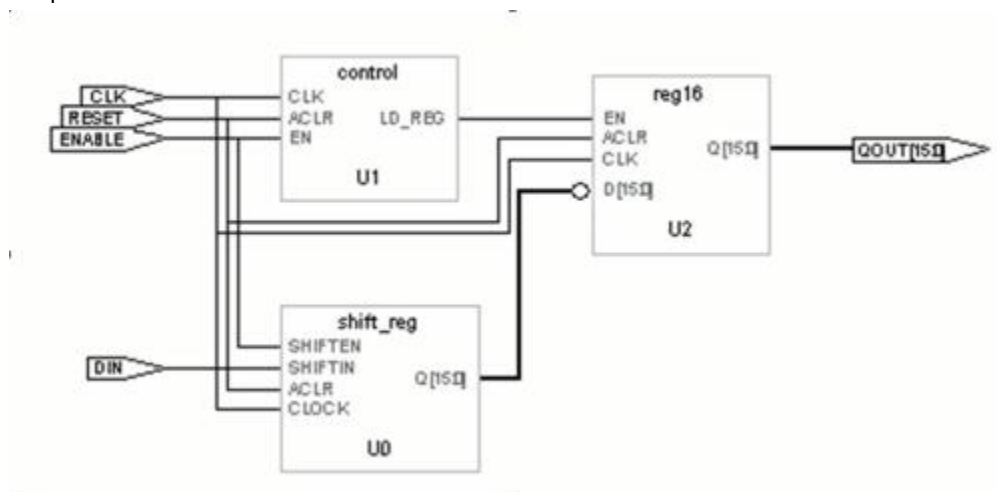 control
CLK
RESET
ENABLE
CLK
ACLR
EN
LD_REG
U1
reg16
EN
ACLR
CLK
D[15:0]
Q[15:0]
U2
QOUT[15:0]
shift_reg
DIN
SHIFTEN
SHIFTIN
ACLR
CLOCK
Q[15:0]
U0